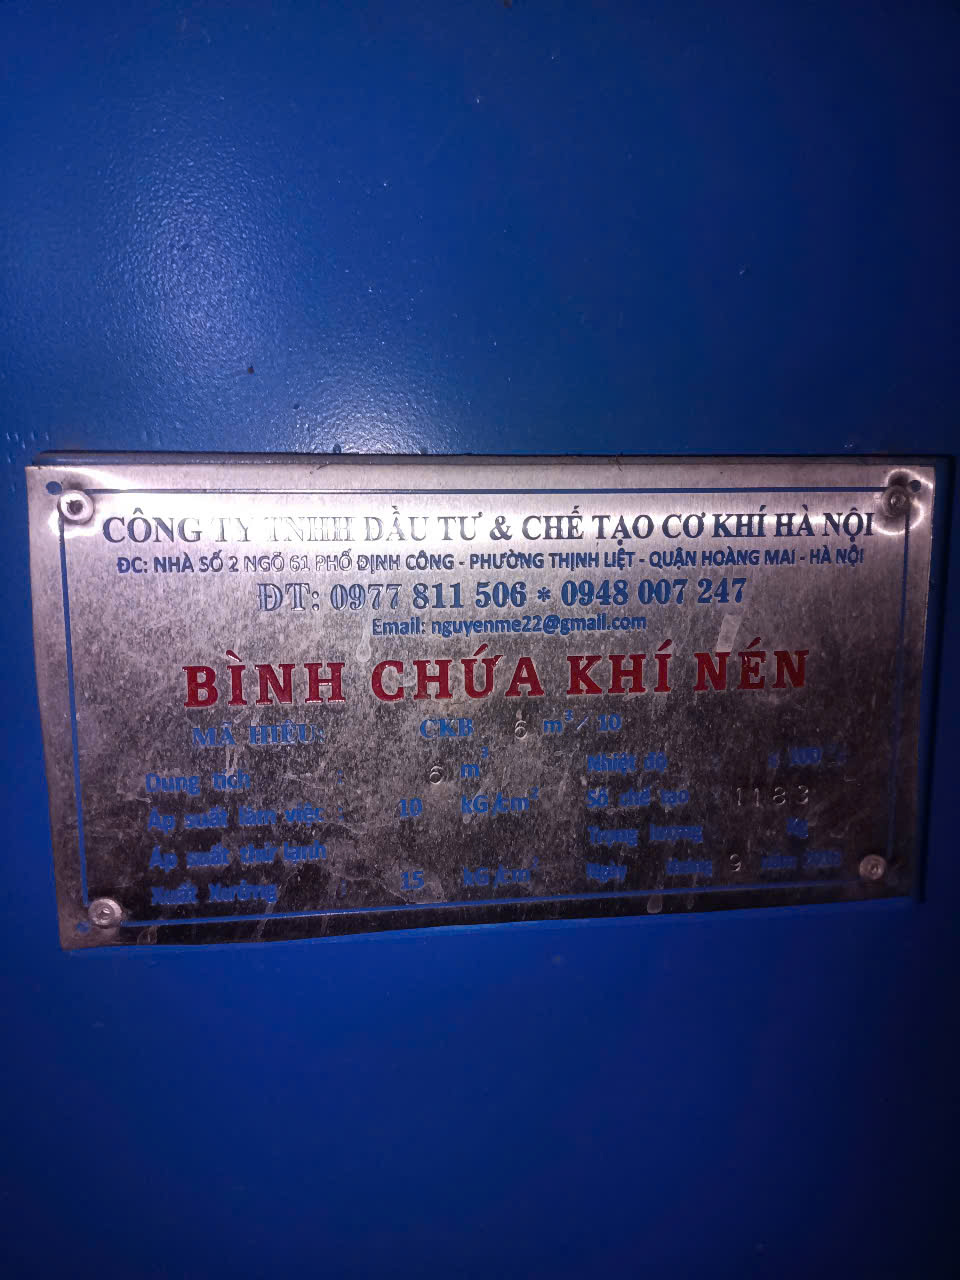 CÔNG TY TNHH ĐẦU TƯ & CHẾ TẠO CƠ KHÍ HÀ NỘI
ĐC: NHÀ SỐ 2 NGÕ 61 PHỐ ĐỊNH CÔNG - PHƯỜNG THỊNH LIỆT - QUẬN HOÀNG MAI - HÀ NỘI
ĐT: 0977 811 506 * 0948 007 247
Email: nguyenme22@gmail.com
BÌNH CHỨA KHÍ NÉN
MÃ HIỆU: CKB 6 m³/ 10
Dung tích : 6 m³
Áp suất làm việc : 10 kG/cm²
Áp suất thử lạnh
Xuất Xưởng : 15 kG/cm²
Nhiệt độ
Số chế tạo : 1183
Trọng lượng Kg
Ngày tháng 9 năm